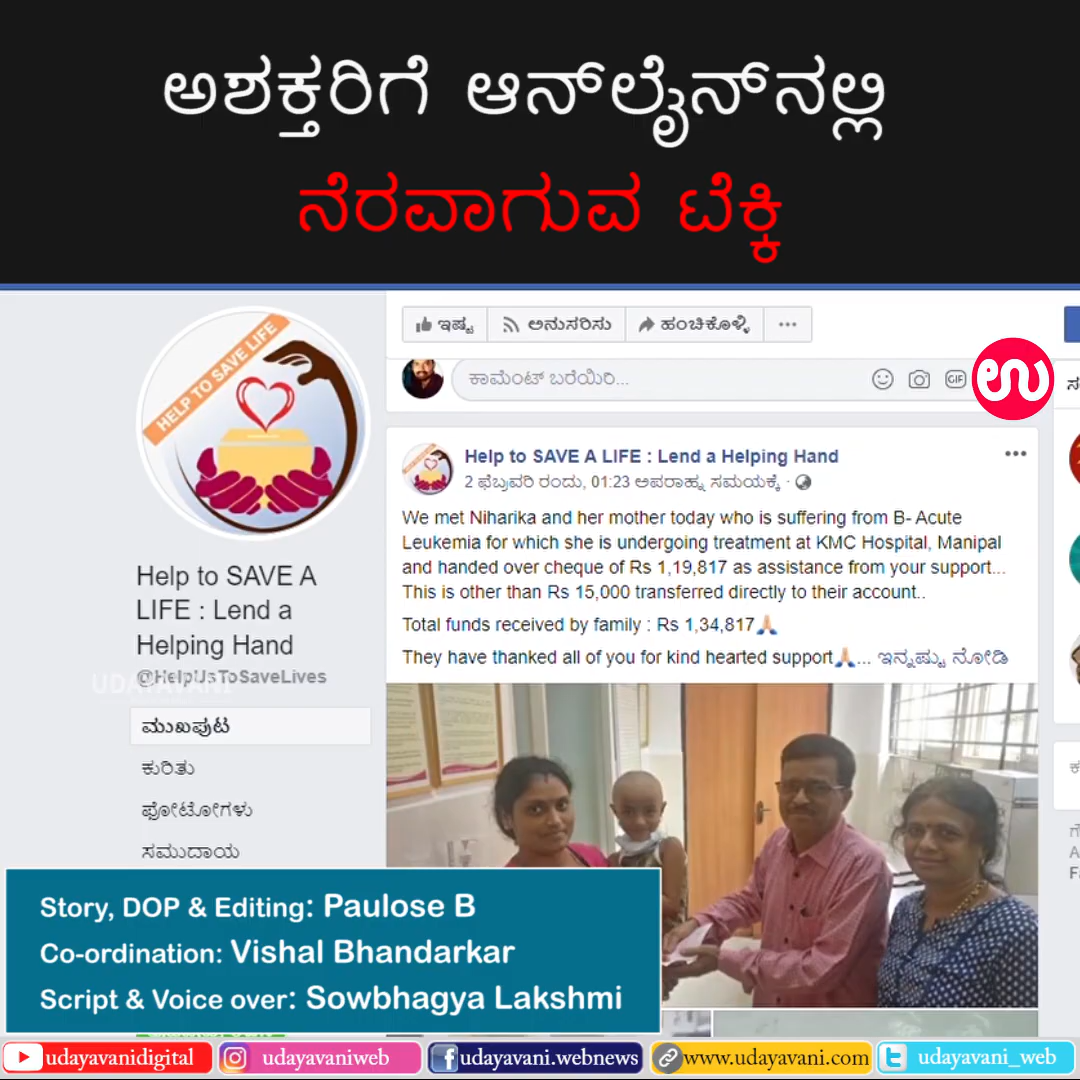 ಅಶಕ್ತರಿಗೆ ಆನ್‌ಲೈನ್‌ನಲ್ಲಿ
ನೆರವಾಗುವ ಟೆಕ್ಕಿ
HELP TO SAVE LIFE
Help to SAVE A
LIFE : Lend a
Helping Hand
@HelpUsToSaveLives
UDAYAVANI
ಮುಖಪುಟ
ಕುರಿತು
ಫೋಟೋಗಳು
ಸಮುದಾಯ
ಇಷ್ಟ ಅನುಸರಿಸು ಹಂಚಿಕೊಳ್ಳಿ ...
ಕಾಮೆಂಟ್ ಬರೆಯಿರಿ... GIF
ಉ
Help to SAVE A LIFE : Lend a Helping Hand
2 ಫೆಬ್ರವರಿ ರಂದು, 01:23 ಅಪರಾಹ್ನ ಸಮಯಕ್ಕೆ ·
We met Niharika and her mother today who is suffering from B- Acute
Leukemia for which she is undergoing treatment at KMC Hospital, Manipal
and handed over cheque of Rs 1,19,817 as assistance from your support...
This is other than Rs 15,000 transferred directly to their account..
Total funds received by family : Rs 1,34,817🙏
They have thanked all of you for kind hearted support🙏... ಇನ್ನಷ್ಟು ನೋಡಿ
Story, DOP & Editing: Paulose B
Co-ordination: Vishal Bhandarkar
Script & Voice over: Sowbhagya Lakshmi
udayavanidigital udayavaniweb udayavani.webnews www.udayavani.com udayavani_web